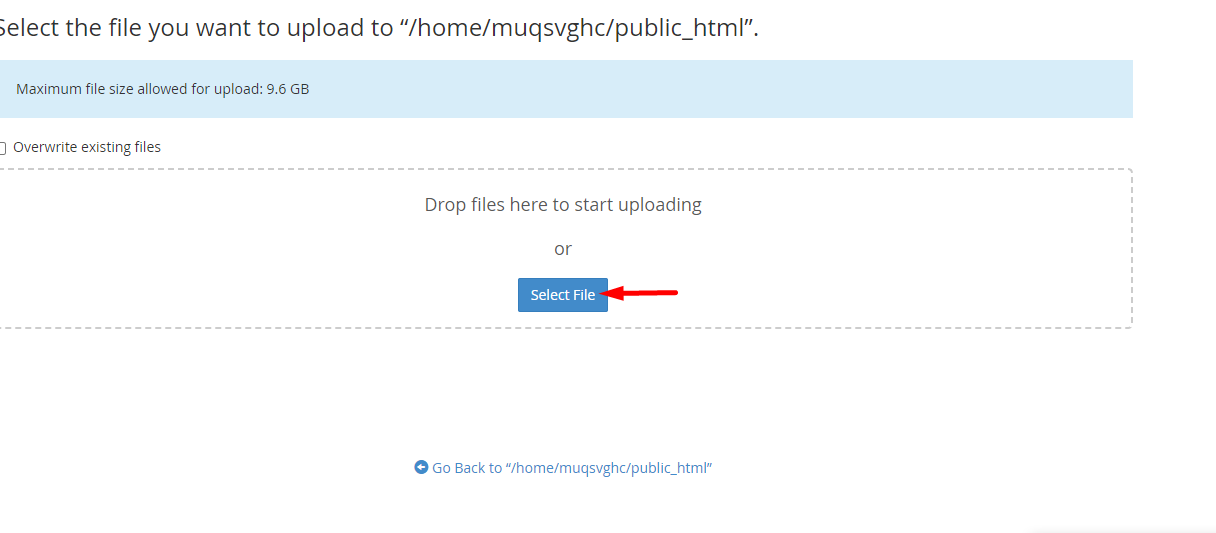 Select the file you want to upload to “/home/muqsvghc/public_html”.
Maximum file size allowed for upload: 9.6 GB
Overwrite existing files
Drop files here to start uploading
or
Select File
Go Back to “/home/muqsvghc/public_html”